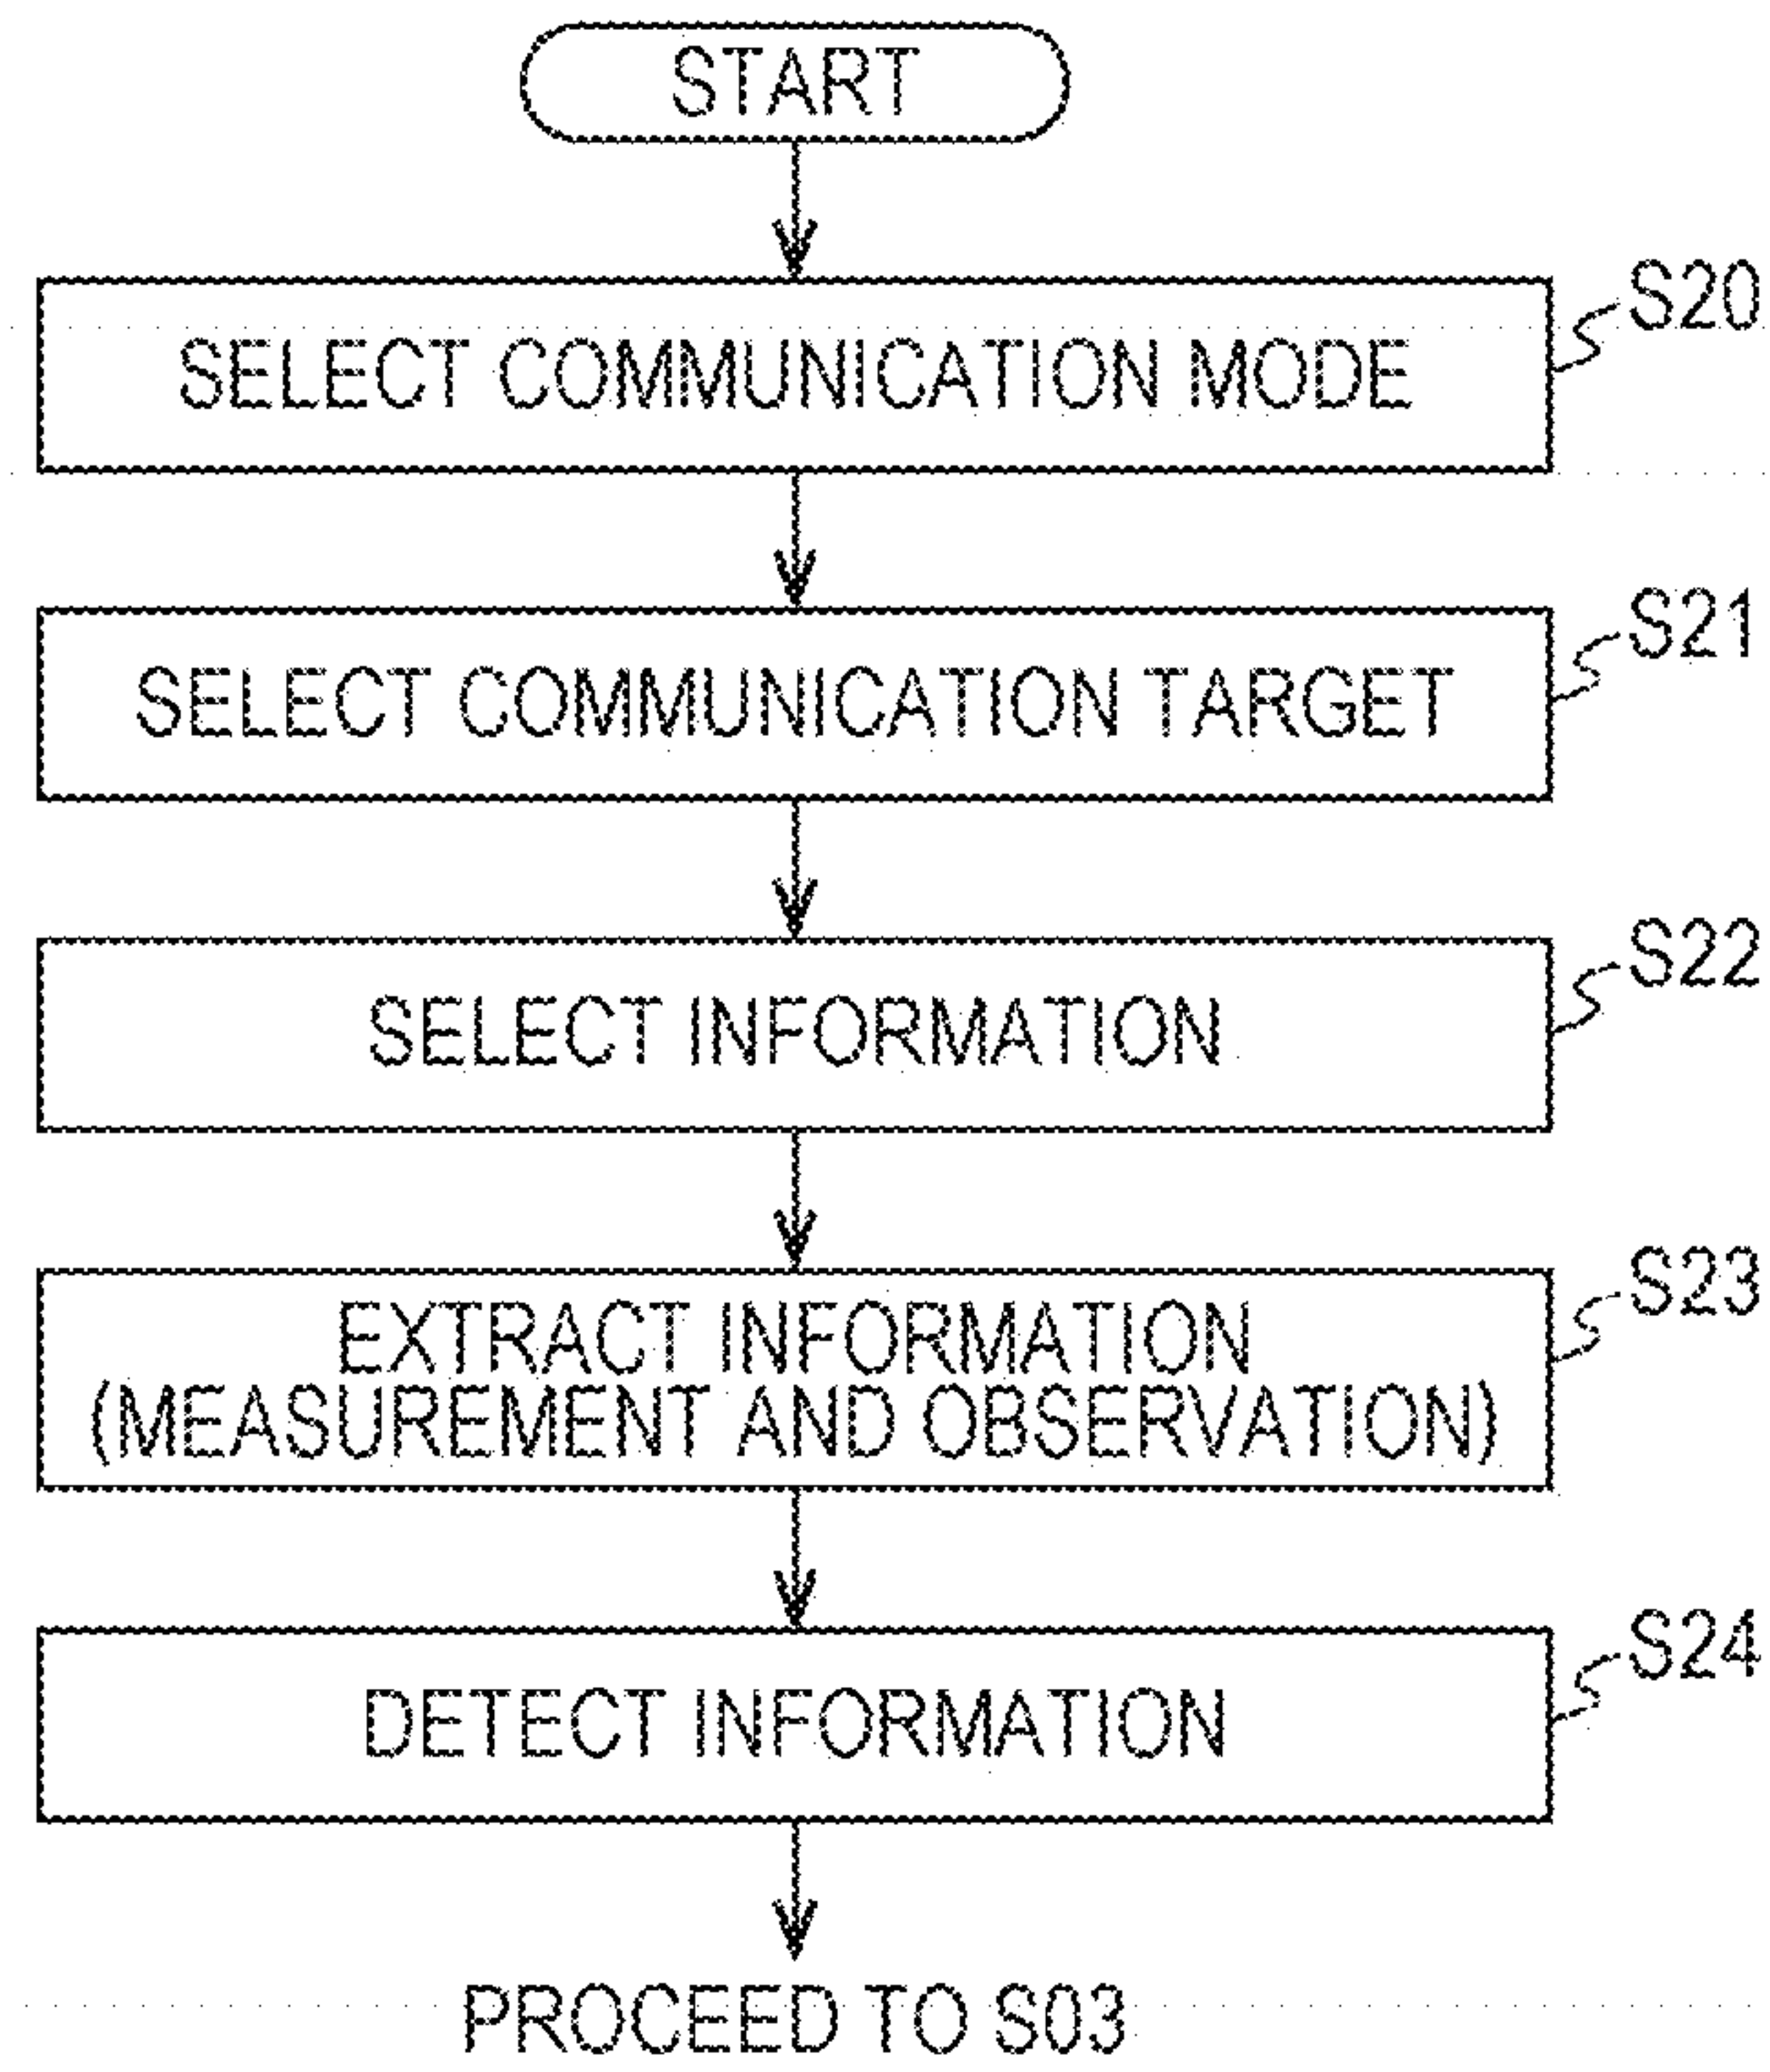 START
SELECT COMMUNICATION MODE
S20
SELECT COMMUNICATION TARGET
S21
SELECT INFORMATION
S22
EXTRACT INFORMATION
(MEASUREMENT AND OBSERVATION)
S23
DETECT INFORMATION
S24
PROCEED TO S03